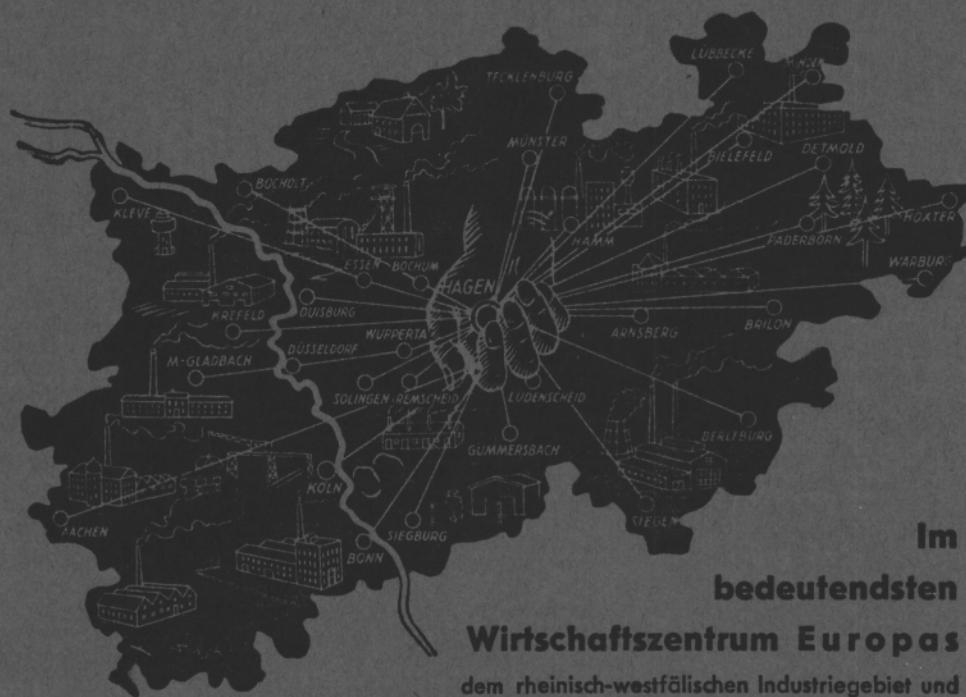 LÜBBECKE
TECKLENBURG
MÜNSTER
BIELEFELD
DETMOLD
BOCHOLT
KLEVE
HAMM
PADERBORN
HÖXTER
WARBURG
ESSEN
BOCHUM
HAGEN
KREFELD
DUISBURG
WUPPERTA
ARNSBERG
BRILON
M-GLADBACH
DÜSSELDORF
SOLINGEN
REMSCHEID
LÜDENSCHEID
GUMMERSBACH
BERLEBURG
KÖLN
AACHEN
SIEGBURG
SIEGEN
BONN
Im
bedeutendsten
Wirtschaftszentrum Europas
dem rheinisch-westfälischen Industriegebiet und